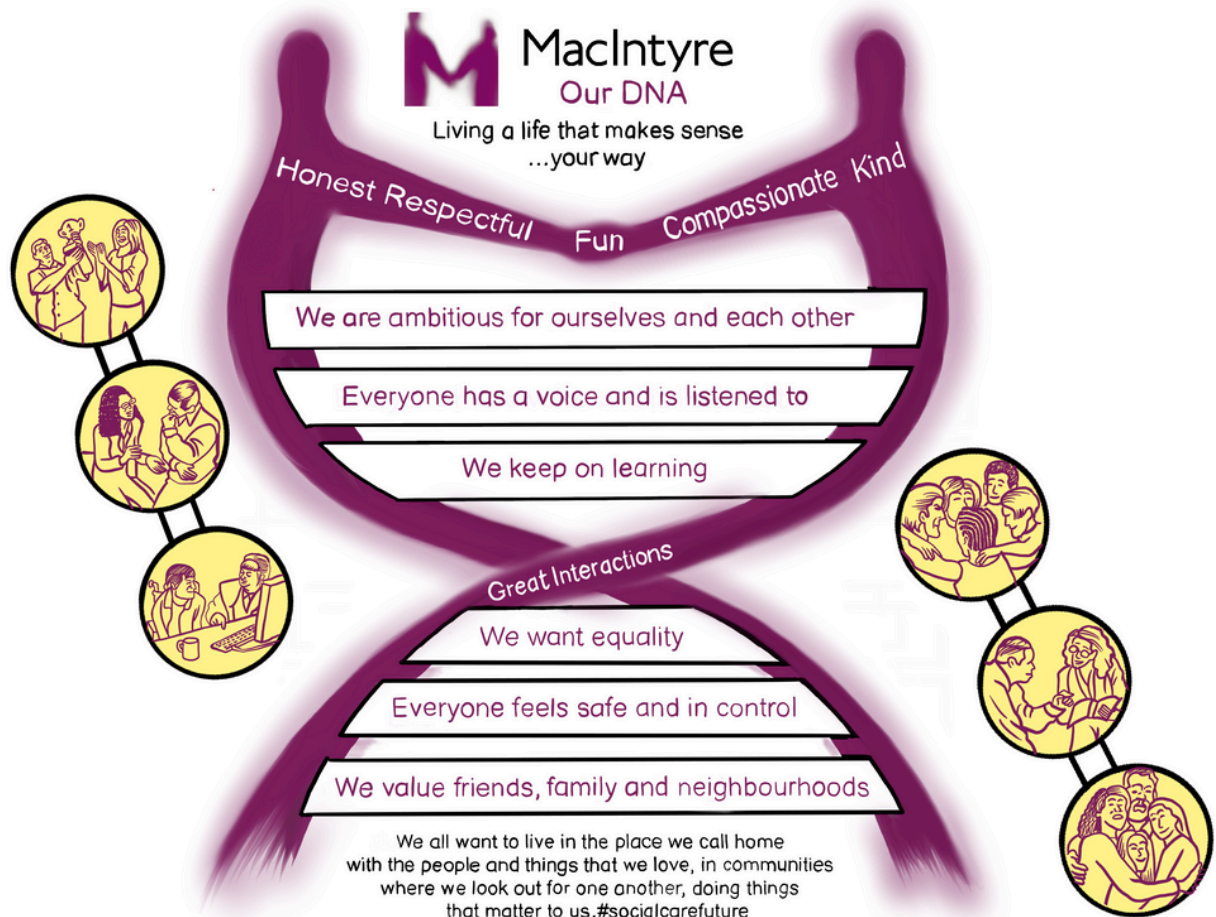 MacIntyre
Our DNA
Living a life that makes sense
...your way
Honest Respectful Fun Compassionate Kind
We are ambitious for ourselves and each other
Everyone has a voice and is listened to
We keep on learning
Great Interactions
We want equality
Everyone feels safe and in control
We value friends, family and neighbourhoods
We all want to live in the place we call home
with the people and things that we love, in communities
where we look out for one another, doing things
that matter to us.#socialcarefuture